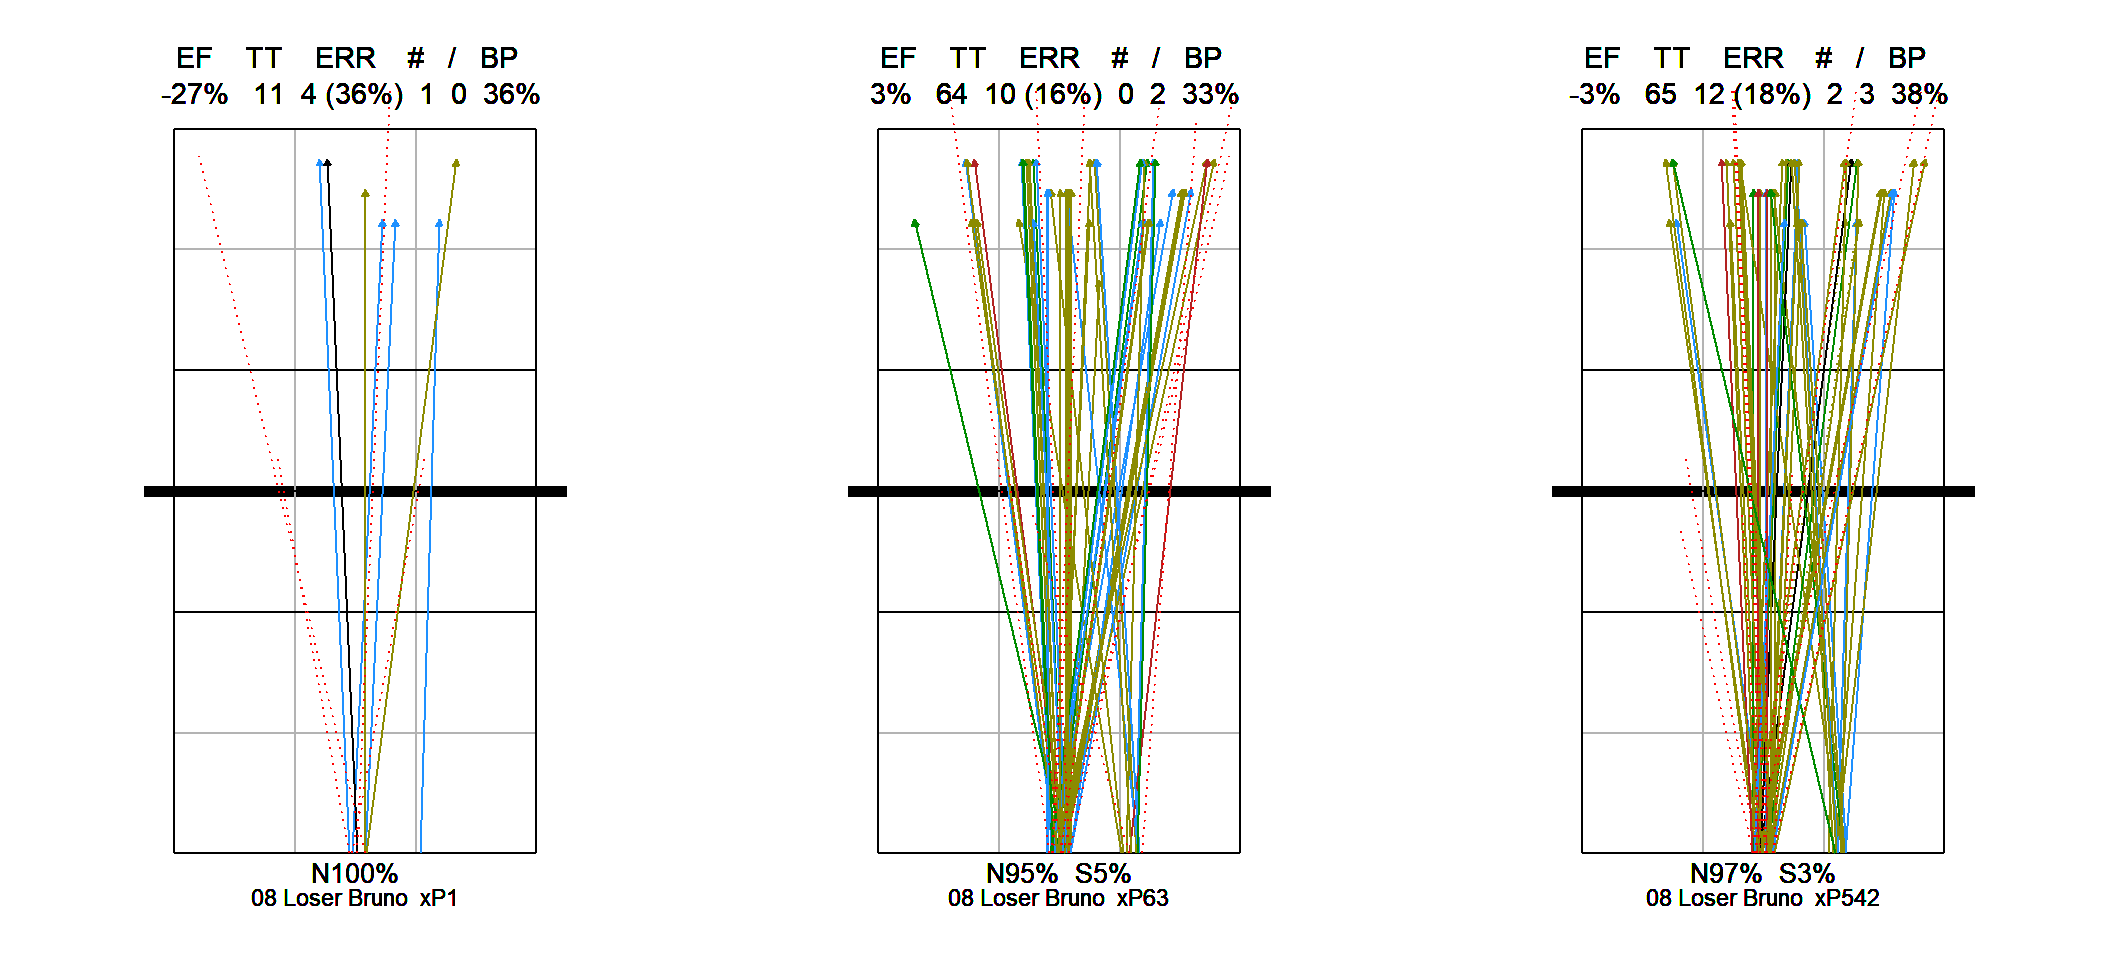 EF TT ERR # / BP
-27% 11 4 (36%) 1 0 36%
N100%
08 Loser Bruno xP1
EF TT ERR # / BP
3% 64 10 (16%) 0 2 33%
N95% S5%
08 Loser Bruno xP63
EF TT ERR # / BP
-3% 65 12 (18%) 2 3 38%
N97% S3%
08 Loser Bruno xP542